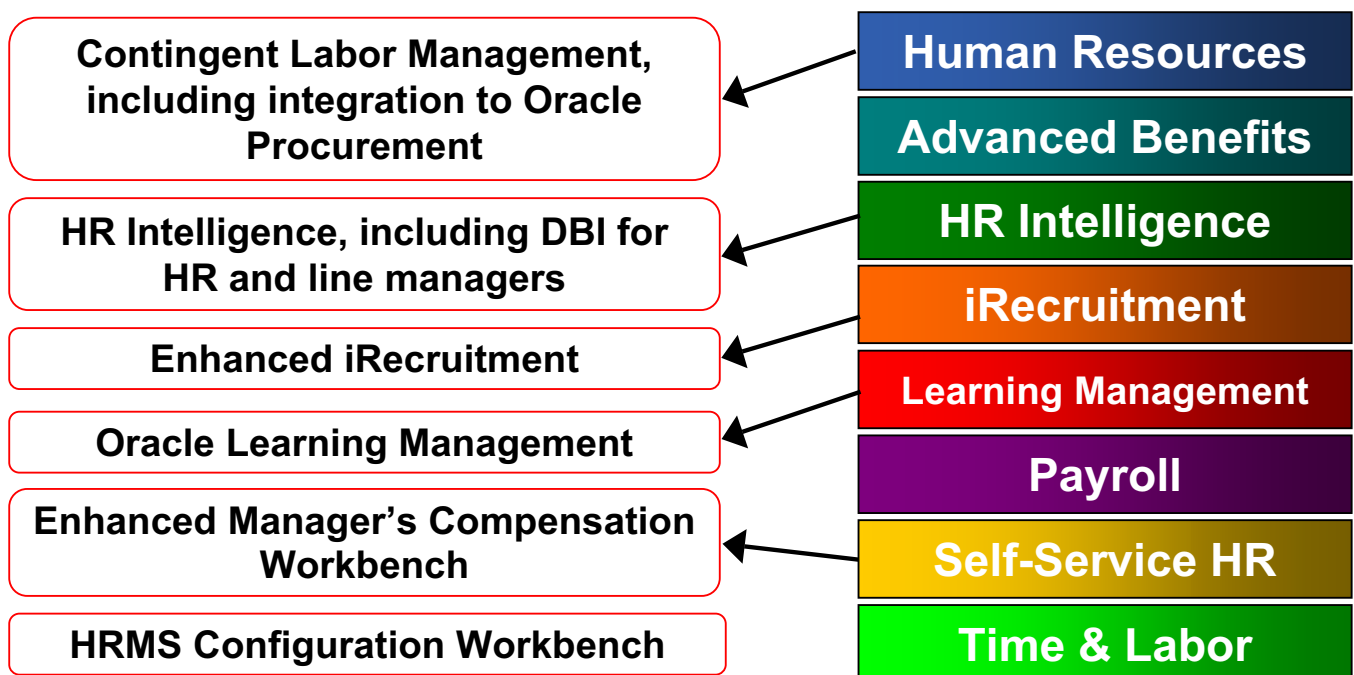 Contingent Labor Management,
including integration to Oracle
Procurement
HR Intelligence, including DBI for
HR and line managers
Enhanced iRecruitment
Oracle Learning Management
Enhanced Manager’s Compensation
Workbench
HRMS Configuration Workbench
Human Resources
Advanced Benefits
HR Intelligence
iRecruitment
Learning Management
Payroll
Self-Service HR
Time & Labor